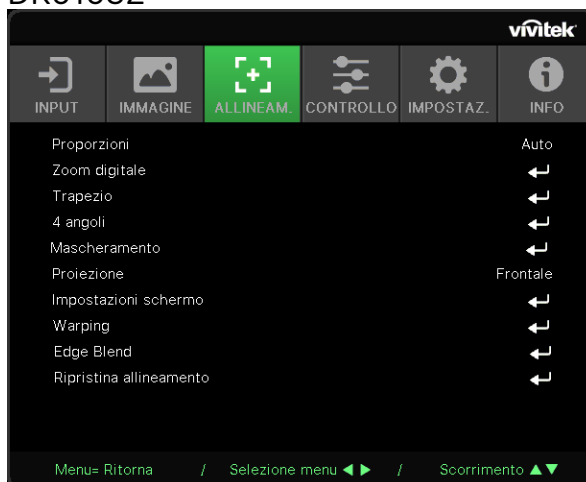 vivitek
INPUT IMMAGINE ALLINEAM. CONTROLLO IMPOSTAZ. INFO
Proporzioni Auto
Zoom digitale
Trapezio
4 angoli
Mascheramento
Proiezione Frontale
Impostazioni schermo
Warping
Edge Blend
Ripristina allineamento
Menu= Ritorna / Selezione menu ◀ ▶ / Scorrimento ▲▼